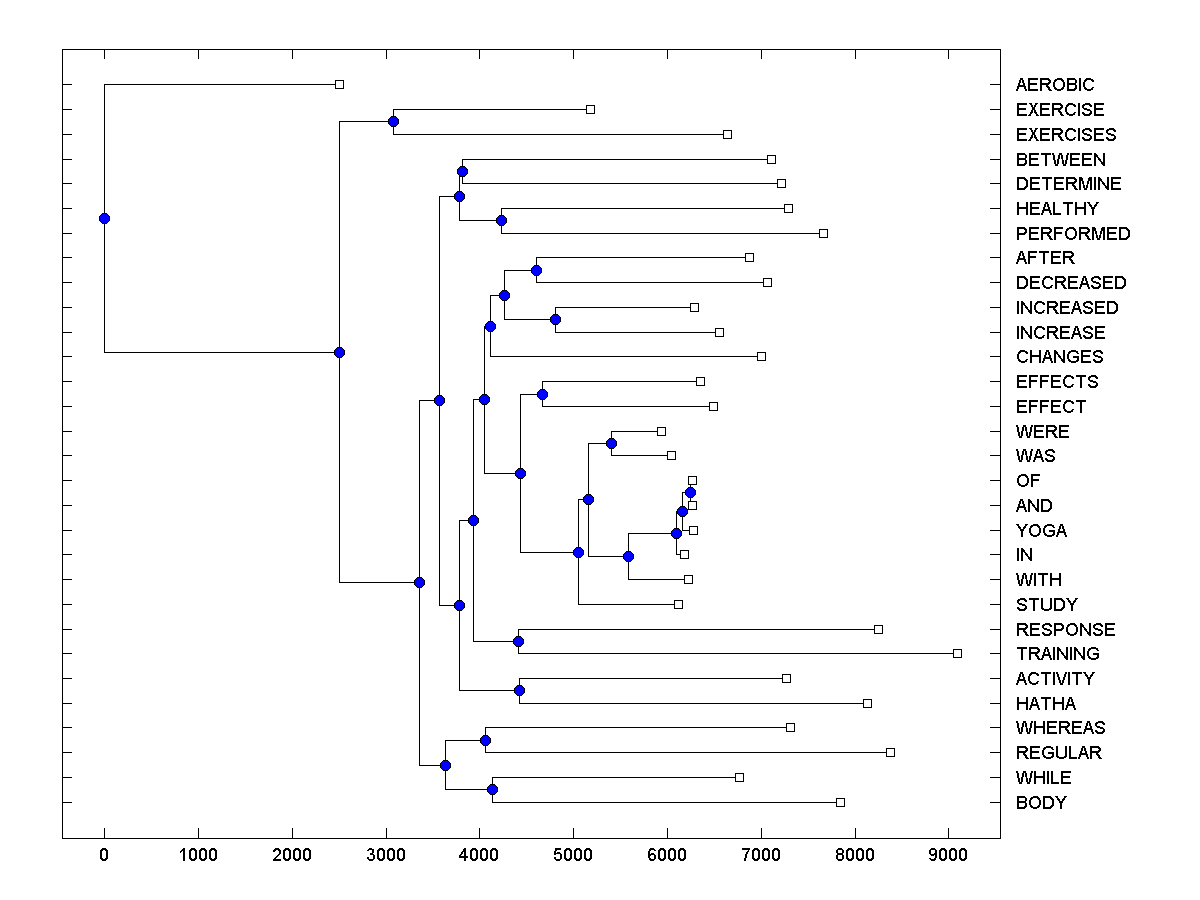 AEROBIC
EXERCISE
EXERCISES
BETWEEN
DETERMINE
HEALTHY
PERFORMED
AFTER
DECREASED
INCREASED
INCREASE
CHANGES
EFFECTS
EFFECT
WERE
WAS
OF
AND
YOGA
IN
WITH
STUDY
RESPONSE
TRAINING
ACTIVITY
HATHA
WHEREAS
REGULAR
WHILE
BODY
0 1000 2000 3000 4000 5000 6000 7000 8000 9000